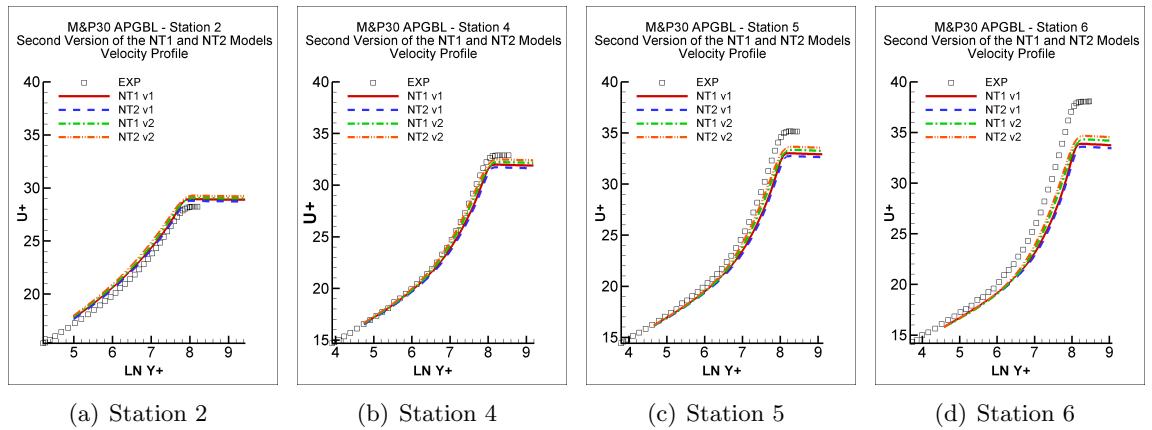 M&P30 APGBL - Station 2
Second Version of the NT1 and NT2 Models
Velocity Profile
40
35
30
25
20
U+
EXP
NT1 v1
NT2 v1
NT1 v2
NT2 v2
5 6 7 8 9
LN Y+
(a) Station 2
M&P30 APGBL - Station 4
Second Version of the NT1 and NT2 Models
Velocity Profile
40
35
30
25
20
15
U+
EXP
NT1 v1
NT2 v1
NT1 v2
NT2 v2
4 5 6 7 8 9
LN Y+
(b) Station 4
M&P30 APGBL - Station 5
Second Version of the NT1 and NT2 Models
Velocity Profile
40
35
30
25
20
15
U+
EXP
NT1 v1
NT2 v1
NT1 v2
NT2 v2
4 5 6 7 8 9
LN Y+
(c) Station 5
M&P30 APGBL - Station 6
Second Version of the NT1 and NT2 Models
Velocity Profile
40
35
30
25
20
15
U+
EXP
NT1 v1
NT2 v1
NT1 v2
NT2 v2
4 5 6 7 8 9
LN Y+
(d) Station 6